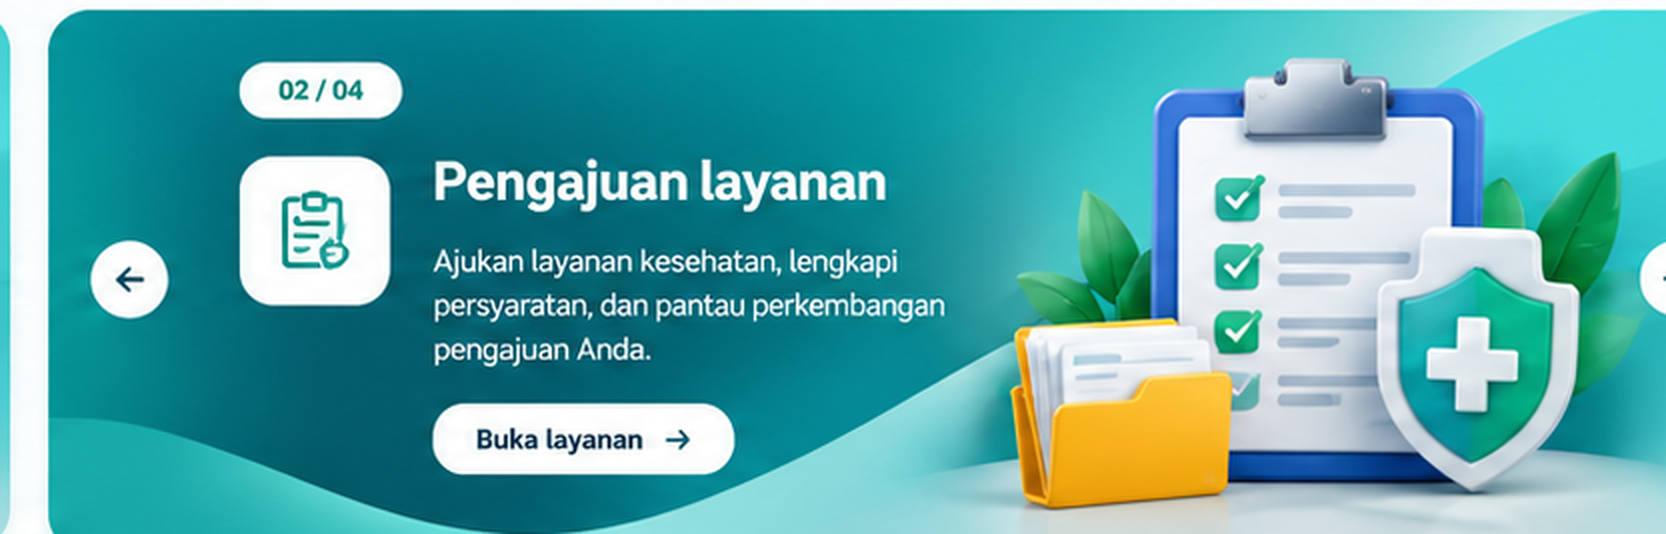 02 / 04
Pengajuan layanan
Ajukan layanan kesehatan, lengkapi
persyaratan, dan pantau perkembangan
pengajuan Anda.
Buka layanan →